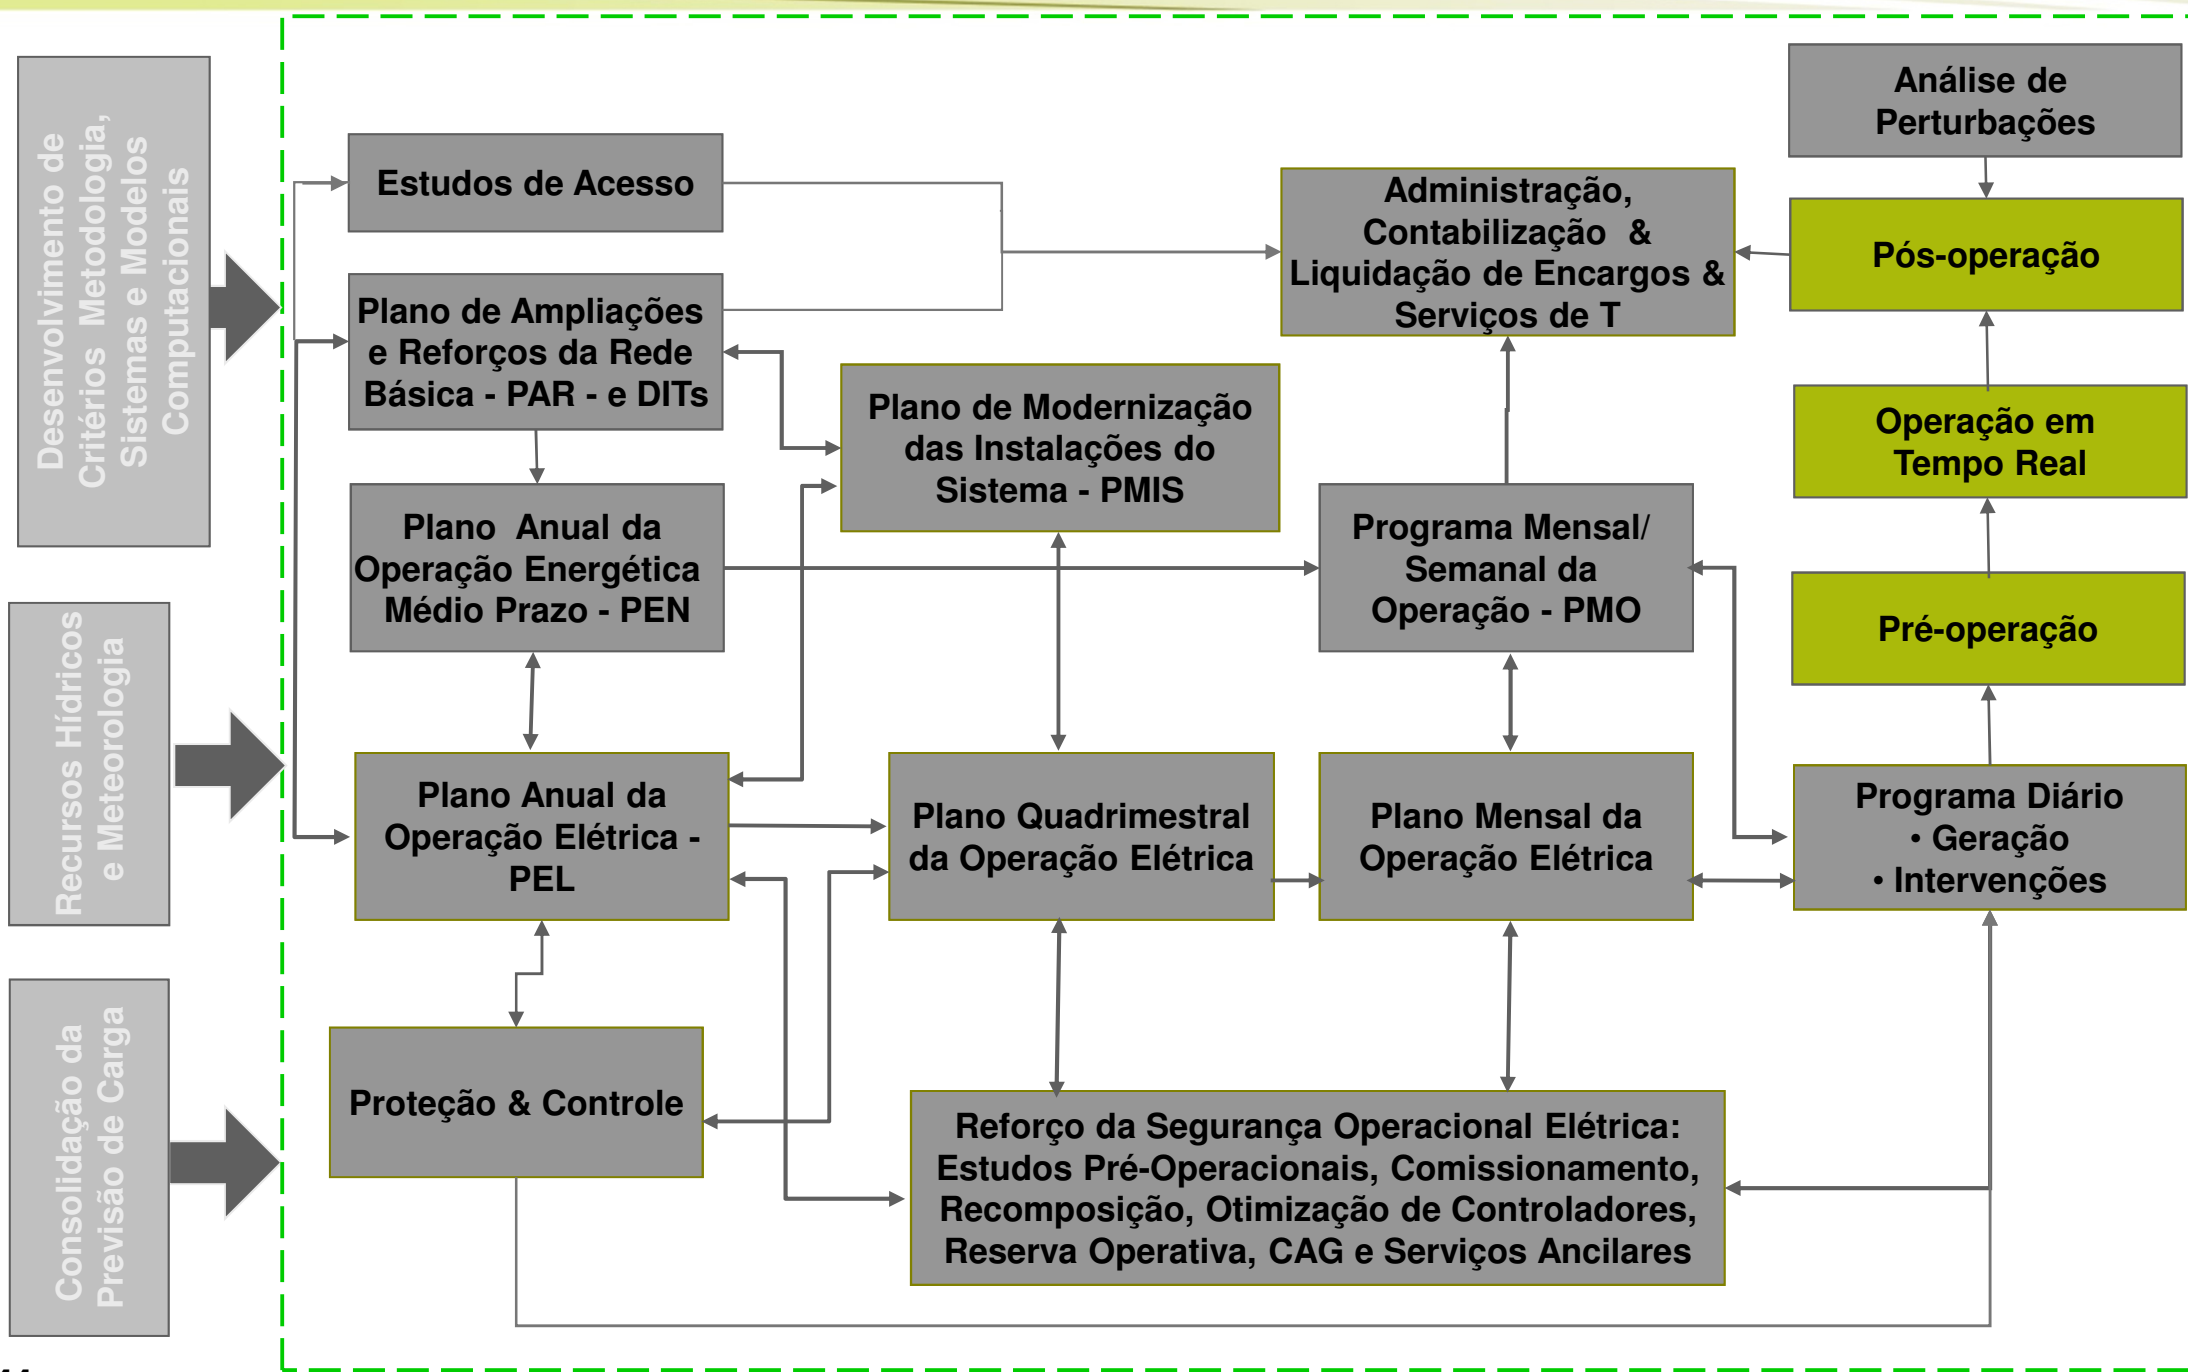 Desenvolvimento de
Critérios Metodologia,
Sistemas e Modelos
Computacionais
Recursos Hídricos
e Meteorologia
Consolidação da
Previsão de Carga
Estudos de Acesso
Plano de Ampliações
e Reforços da Rede
Básica - PAR - e DITs
Plano Anual da
Operação Energética
Médio Prazo - PEN
Plano Anual da
Operação Elétrica -
PEL
Proteção & Controle
Plano de Modernização
das Instalações do
Sistema - PMIS
Plano Quadrimestral
da Operação Elétrica
Administração,
Contabilização &
Liquidação de Encargos &
Serviços de T
Programa Mensal/
Semanal da
Operação - PMO
Plano Mensal da
Operação Elétrica
Reforço da Segurança Operacional Elétrica:
Estudos Pré-Operacionais, Comissionamento,
Recomposição, Otimização de Controladores,
Reserva Operativa, CAG e Serviços Ancilares
Análise de
Perturbações
Pós-operação
Operação em
Tempo Real
Pré-operação
Programa Diário
• Geração
• Intervenções